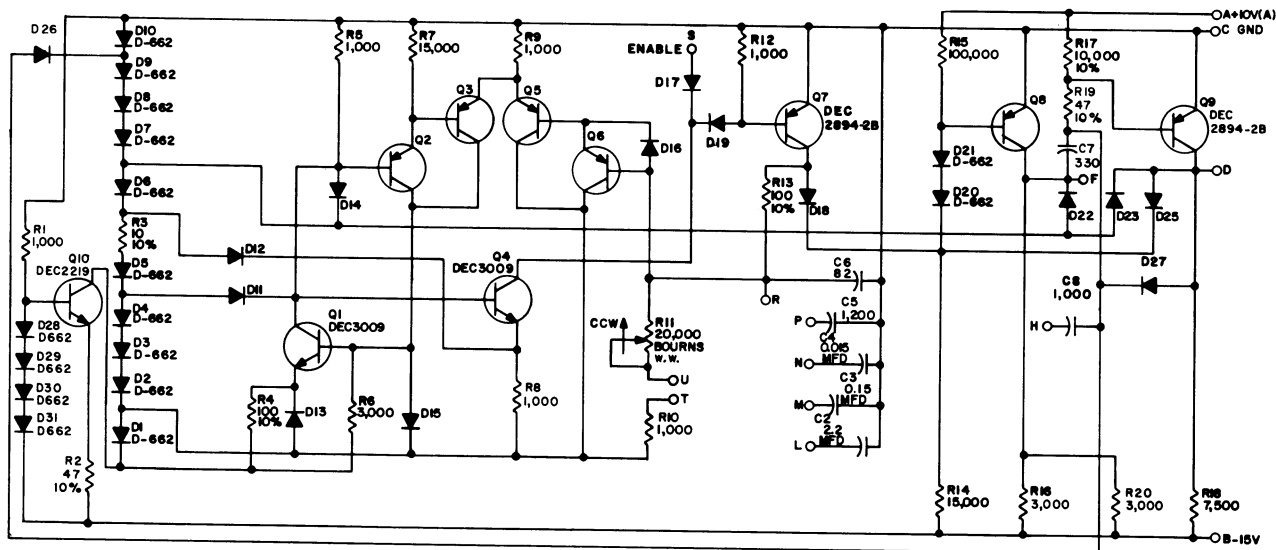 D26
D10
D-662
D9
D-662
D8
D-662
D7
D-662
D6
D-662
R3
10
10%
D5
D-662
D4
D-662
D3
D-662
D2
D-662
D1
D-662
R1
1,000
Q10
DEC2219
D28
D662
D29
D662
D30
D662
D31
D662
R2
47
10%
D12
D11
R5
1,000
R7
15,000
R9
1,000
Q3
Q5
Q2
Q6
D14
D16
Q4
DEC3009
Q1
DEC3009
R4
100
10%
D13
R6
3,000
D15
R8
1,000
S
ENABLE
D17
R12
1,000
D19
Q7
DEC
2894-2B
R13
100
10%
D18
CCW
R11
20,000
BOURNS
W.W.
U
T
R10
1,000
R
C6
82
P
C5
1,200
C4
0.015
MFD
N
C3
0.15
MFD
M
C2
2.2
MFD
L
R15
100,000
D21
D-662
D20
D-662
R14
15,000
Q8
R16
3,000
R20
3,000
R18
7,500
A+10V(A)
C GND
R17
10,000
10%
R19
47
10%
Q9
DEC
2894-2B
C7
330
F
D
D22
D23
D25
D27
C8
1,000
H
B-15V